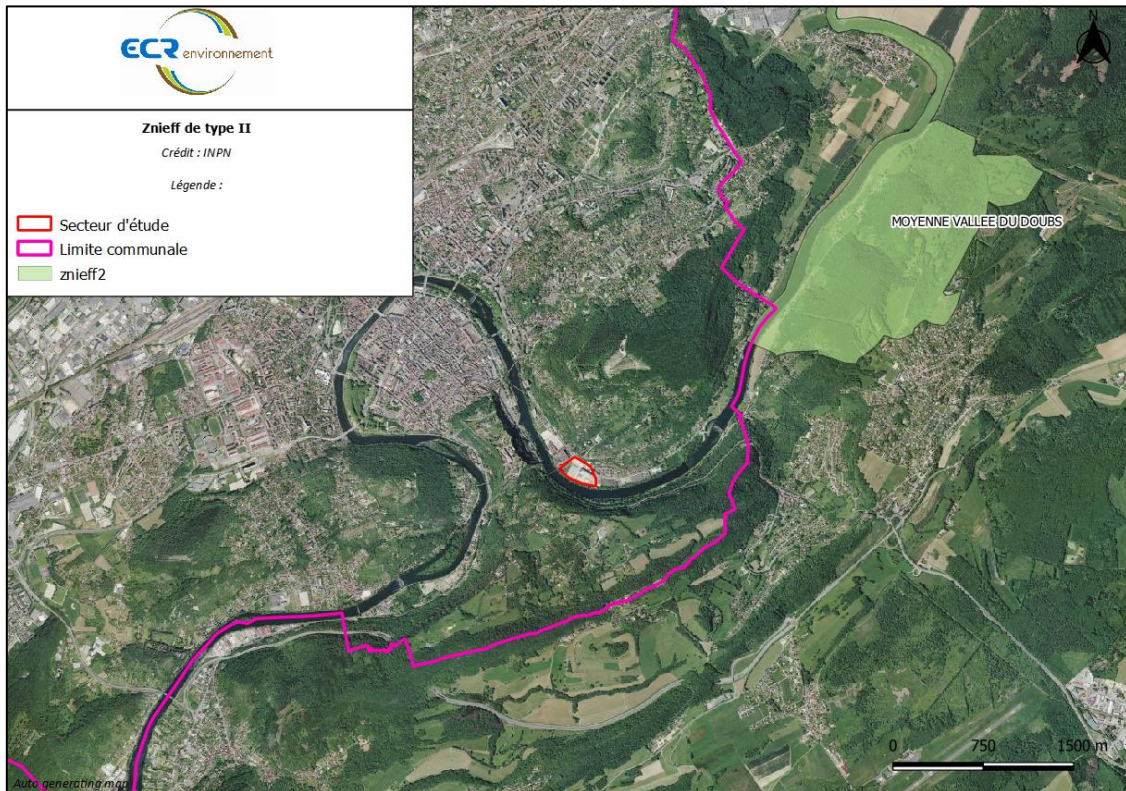 ECR environnement
Znieff de type II
Crédit : INPN
Légende :
Secteur d'étude
Limite communale
znieff2
N
MOYENNE VALLEE DU DOUBS
0 750 1500 m
Auto generating map